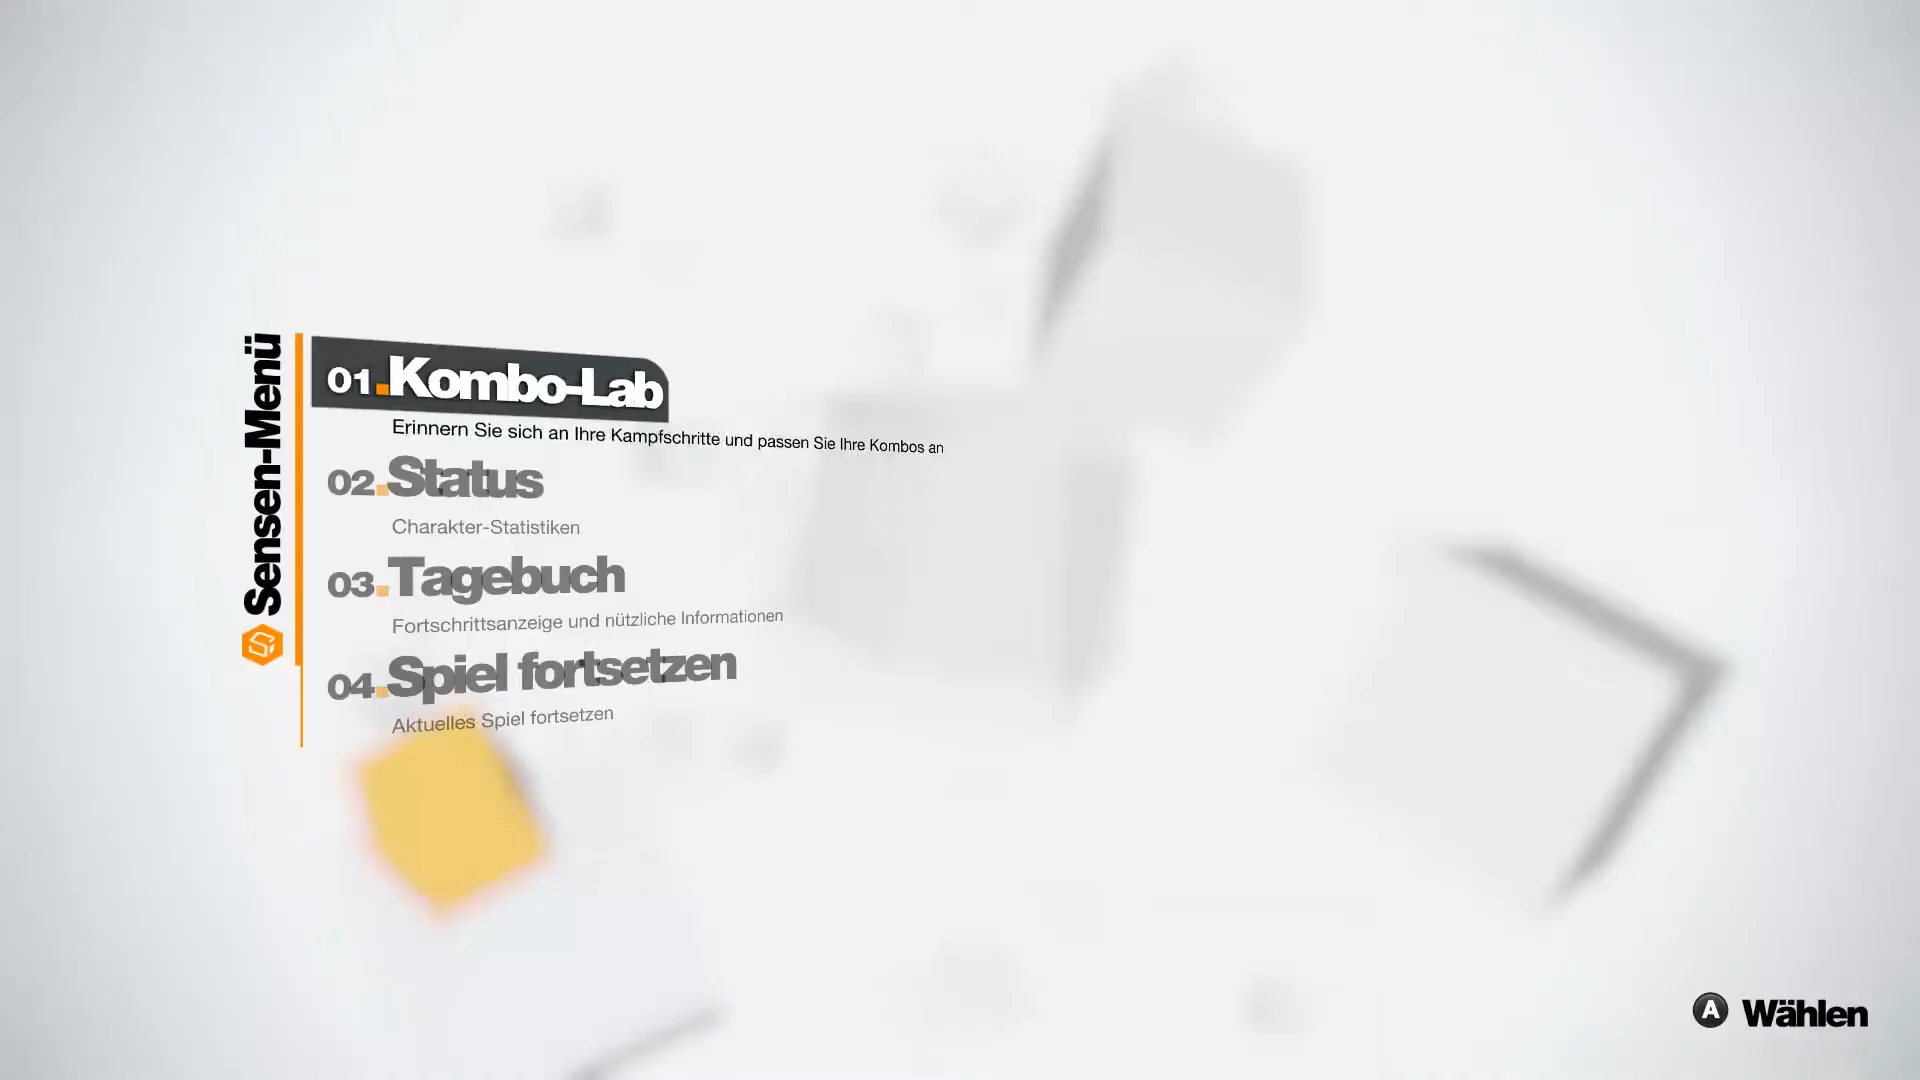 Sensen-Menü
01.Kombo-Lab
Erinnern Sie sich an Ihre Kampfschritte und passen Sie Ihre Kombos an
02.Status
Charakter-Statistiken
03.Tagebuch
Fortschrittsanzeige und nützliche Informationen
04.Spiel fortsetzen
Aktuelles Spiel fortsetzen
A Wählen